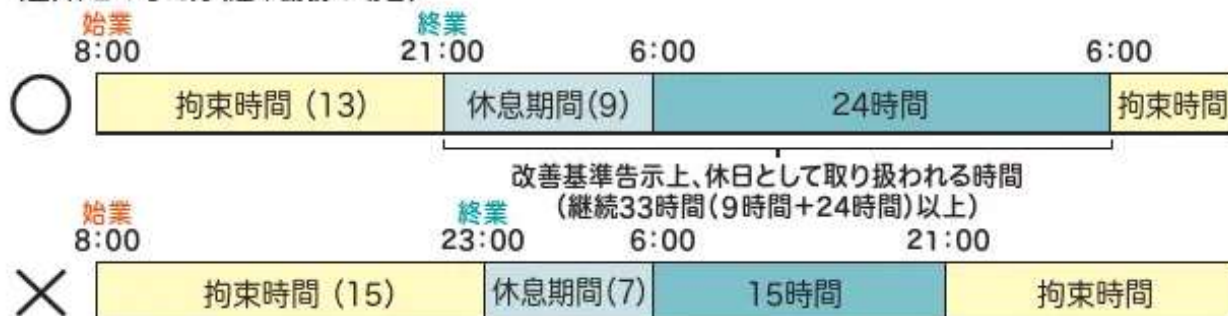 始業
終業
8:00
21:00
6:00
6:00
拘束時間(13)
休息期間(9)
24時間
拘束時間
改善基準告示上、休日として取り扱われる時間
(継続33時間(9時間+24時間)以上)
始業
終業
8:00
23:00
6:00
21:00
拘束時間(15)
休息期間(7)
15時間
拘束時間